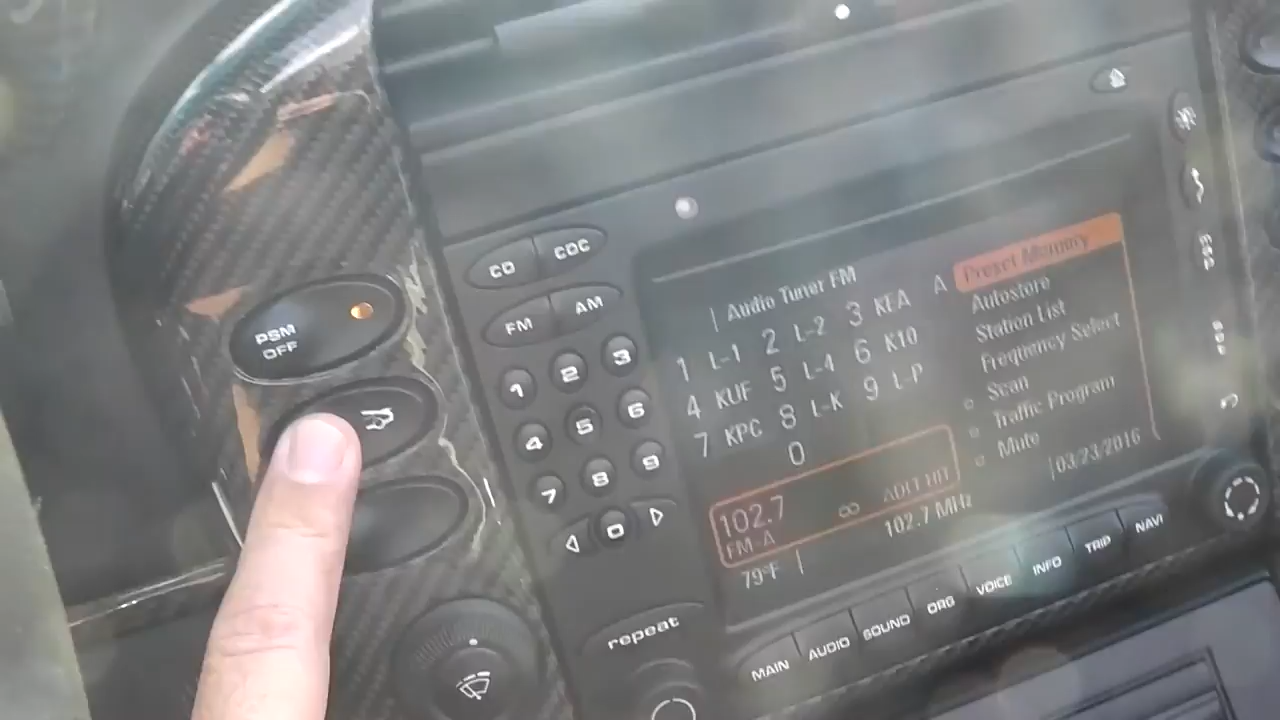 PSM
OFF
CD
CDC
FM
AM
1
2
3
4
5
6
7
8
9
0
repeat
Audio Tuner FM
1 L-1 2 L-2 3 KEA
4 KUF 5 L-4 6 K10
7 KPC 8 L-K 9 L-P
0
A
Preset Memory
Autostore
Station List
Frequency Select
Scan
Traffic Program
Mute
102.7
FM A
102.7 MHz
79°F
03/23/2016
MAIN
AUDIO
SOUND
ORG
VOICE
INFO
TRIP
NAVI